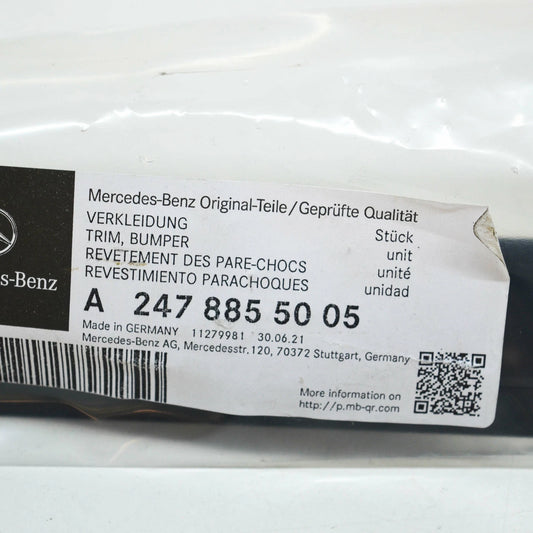 Mercedes-Benz Original-Teile/Geprüfte Qualität
VERKLEIDUNG Stück
TRIM, BUMPER unit
REVETEMENT DES PARE-CHOCS unité
REVESTIMIENTO PARACHOQUES unidad
es-Benz
A 247 885 50 05
Made in GERMANY 11279981 30.06.21
Mercedes-Benz AG, Mercedesstr.120, 70372 Stuttgart, Germany
More information on
http://p.mb-qr.com